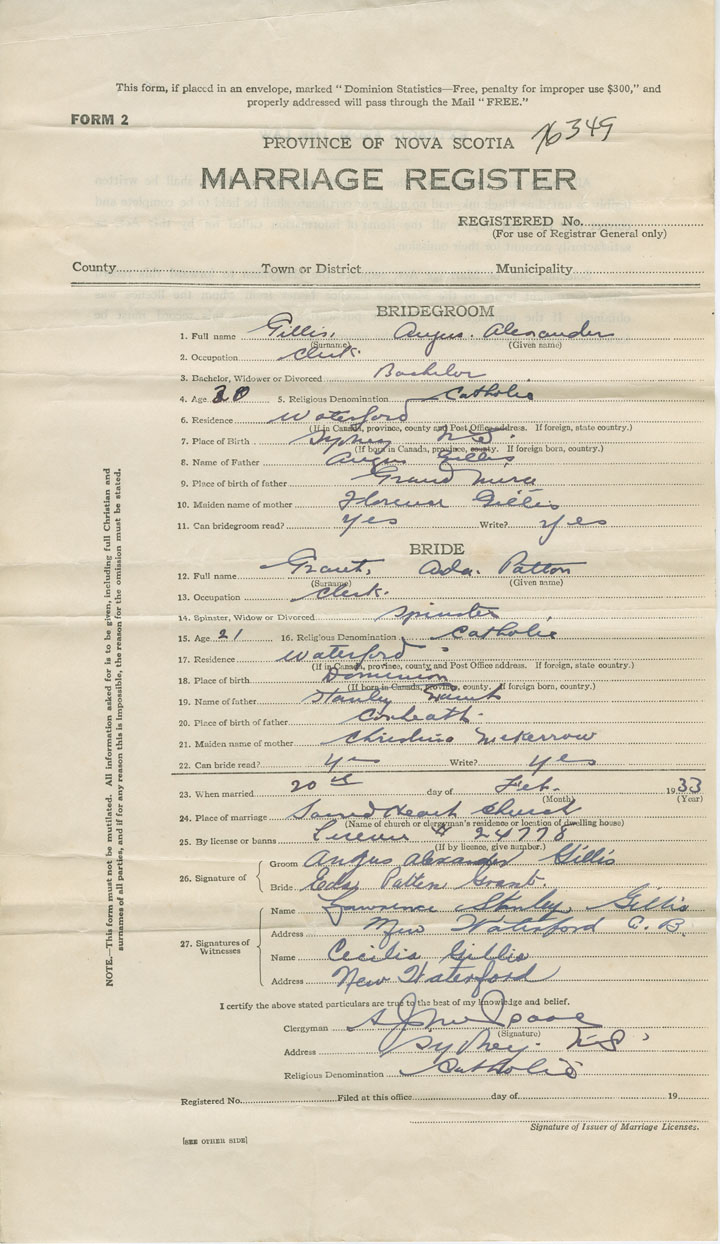 This form, if placed in an envelope, marked "Dominion Statistics—Free, penalty for improper use $300," and
properly addressed will pass through the Mail "FREE."
FORM 2
PROVINCE OF NOVA SCOTIA
76349
MARRIAGE REGISTER
REGISTERED No.
(For use of Registrar General only)
County Town or District Municipality
BRIDEGROOM
1. Full name Gillis, Angus Alexander
(Surname) (Given name)
2. Occupation Clerk.
3. Bachelor, Widower or Divorced Bachelor
4. Age 30 5. Religious Denomination Catholic
6. Residence Waterford
(If in Canada, province, county and Post Office address. If foreign, state country.)
7. Place of Birth Sydney N.S.
(If born in Canada, province, county. If foreign born, country.)
8. Name of Father Angus Gillis
9. Place of birth of father Grand Mira
10. Maiden name of mother Florence Gillis
11. Can bridegroom read? Yes Write? Yes
BRIDE
12. Full name Grant, Ada Patton
(Surname) (Given name)
13. Occupation Clerk.
14. Spinster, Widow or Divorced Spinster
15. Age 21 16. Religious Denomination Catholic
17. Residence Waterford
(If in Canada, province, county and Post Office address. If foreign, state country.)
18. Place of birth Dominion
(If born in Canada, province, county. If foreign born, country.)
19. Name of father Stanley Grant
20. Place of birth of father Coxheath
21. Maiden name of mother Christina McKerrow
22. Can bride read? Yes Write? Yes
23. When married 20th day of Feb. 1933
(Month) (Year)
24. Place of marriage Sacred Heart Church
(Name of church or clergyman's residence or location of dwelling house)
25. By license or banns License # 24778
(If by licence, give number.)
26. Signature of
Groom Angus Alexander Gillis
Bride Eda Patten Grant.
27. Signatures of Witnesses
Name Lawrence Stanley Gillis
Address New Waterford C.B.
Name Cecilia Gillis
Address New Waterford
I certify the above stated particulars are true to the best of my knowledge and belief.
Clergyman
(Signature)
Address Sydney. N.S.
Religious Denomination Catholic
Registered No. Filed at this office day of 19
Signature of Issuer of Marriage Licenses.
[SEE OTHER SIDE]
NOTE.—This form must not be mutilated. All information asked for is to be given, including full Christian and
surnames of all parties, and if for any reason this is impossible, the reason for the omission must be stated.